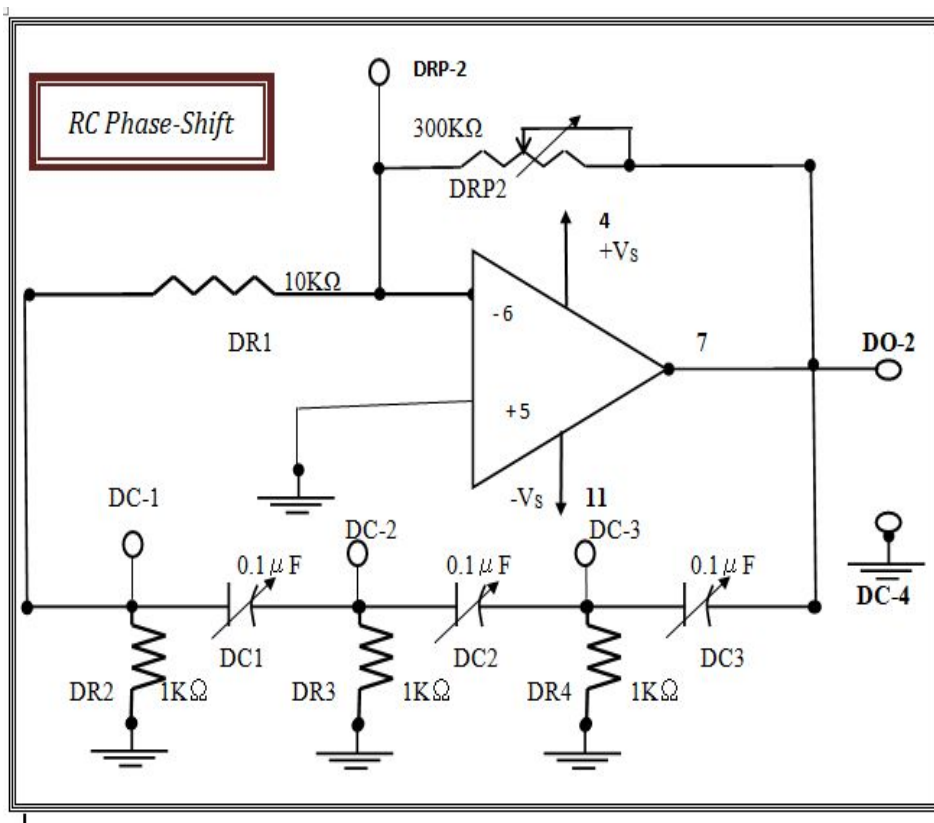 DRP-2
RC Phase-Shift
300KΩ
DRP2
4
+Vs
10KΩ
-6
DR1
7
DO-2
+5
-Vs 11
DC-1
DC-2
DC-3
0.1μF
0.1μF
0.1μF
DC-4
DC1
DC2
DC3
DR2 1KΩ
DR3 1KΩ
DR4 1KΩ